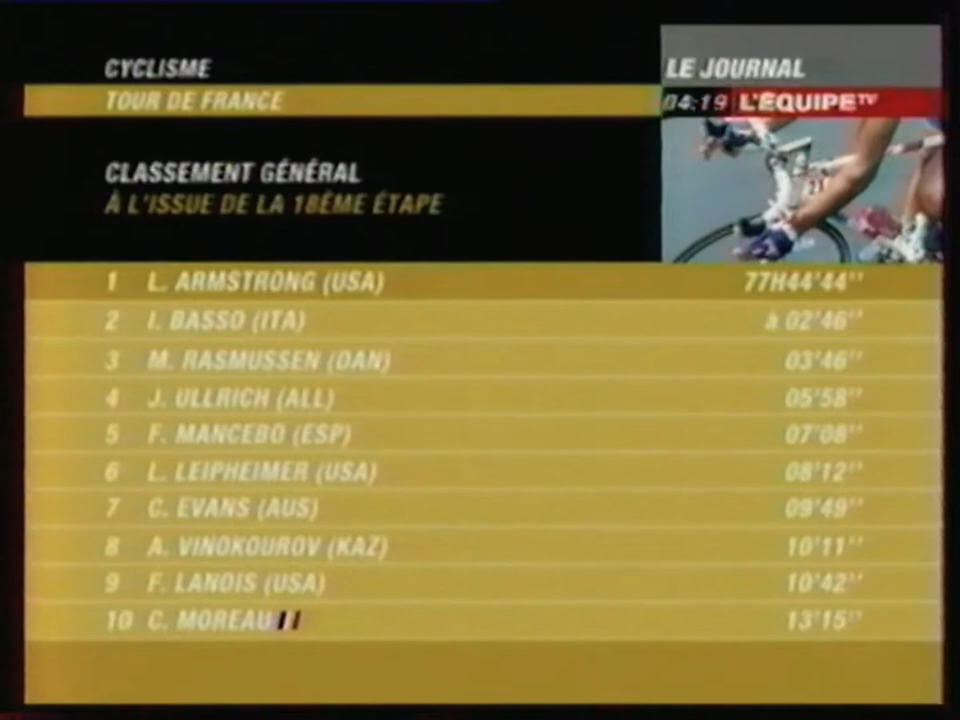 CYCLISME
LE JOURNAL
TOUR DE FRANCE
04:19 L'EQUIPE TV
CLASSEMENT GÉNÉRAL
À L'ISSUE DE LA 18ÈME ÉTAPE
21
1 L. ARMSTRONG (USA) 77H44'44''
2 I. BASSO (ITA) à 02'46''
3 M. RASMUSSEN (DAN) 03'46''
4 J. ULLRICH (ALL) 05'58''
5 F. MANCEBO (ESP) 07'08''
6 L. LEIPHEIMER (USA) 08'12''
7 C. EVANS (AUS) 09'49''
8 A. VINOKOUROV (KAZ) 10'11''
9 F. LANDIS (USA) 10'42''
10 C. MOREAU 13'15''